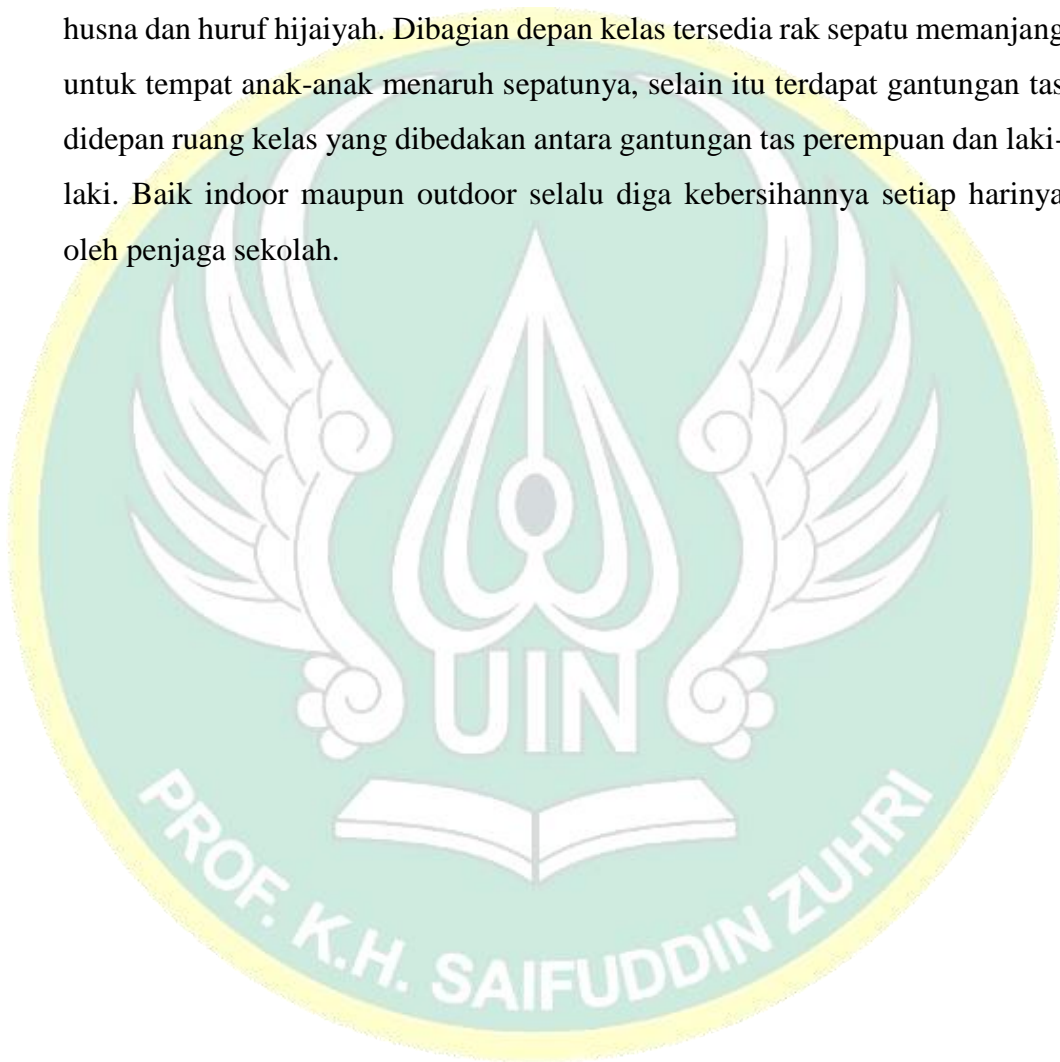 husna dan huruf hijaiyah. Dibagian depan kelas tersedia rak sepatu memanjang
untuk tempat anak-anak menaruh sepatunya, selain itu terdapat gantungan tas
didepan ruang kelas yang dibedakan antara gantungan tas perempuan dan laki-
laki. Baik indoor maupun outdoor selalu diga kebersihannya setiap harinya
oleh penjaga sekolah.
UIN
PROF. K.H. SAIFUDDIN ZUHRI